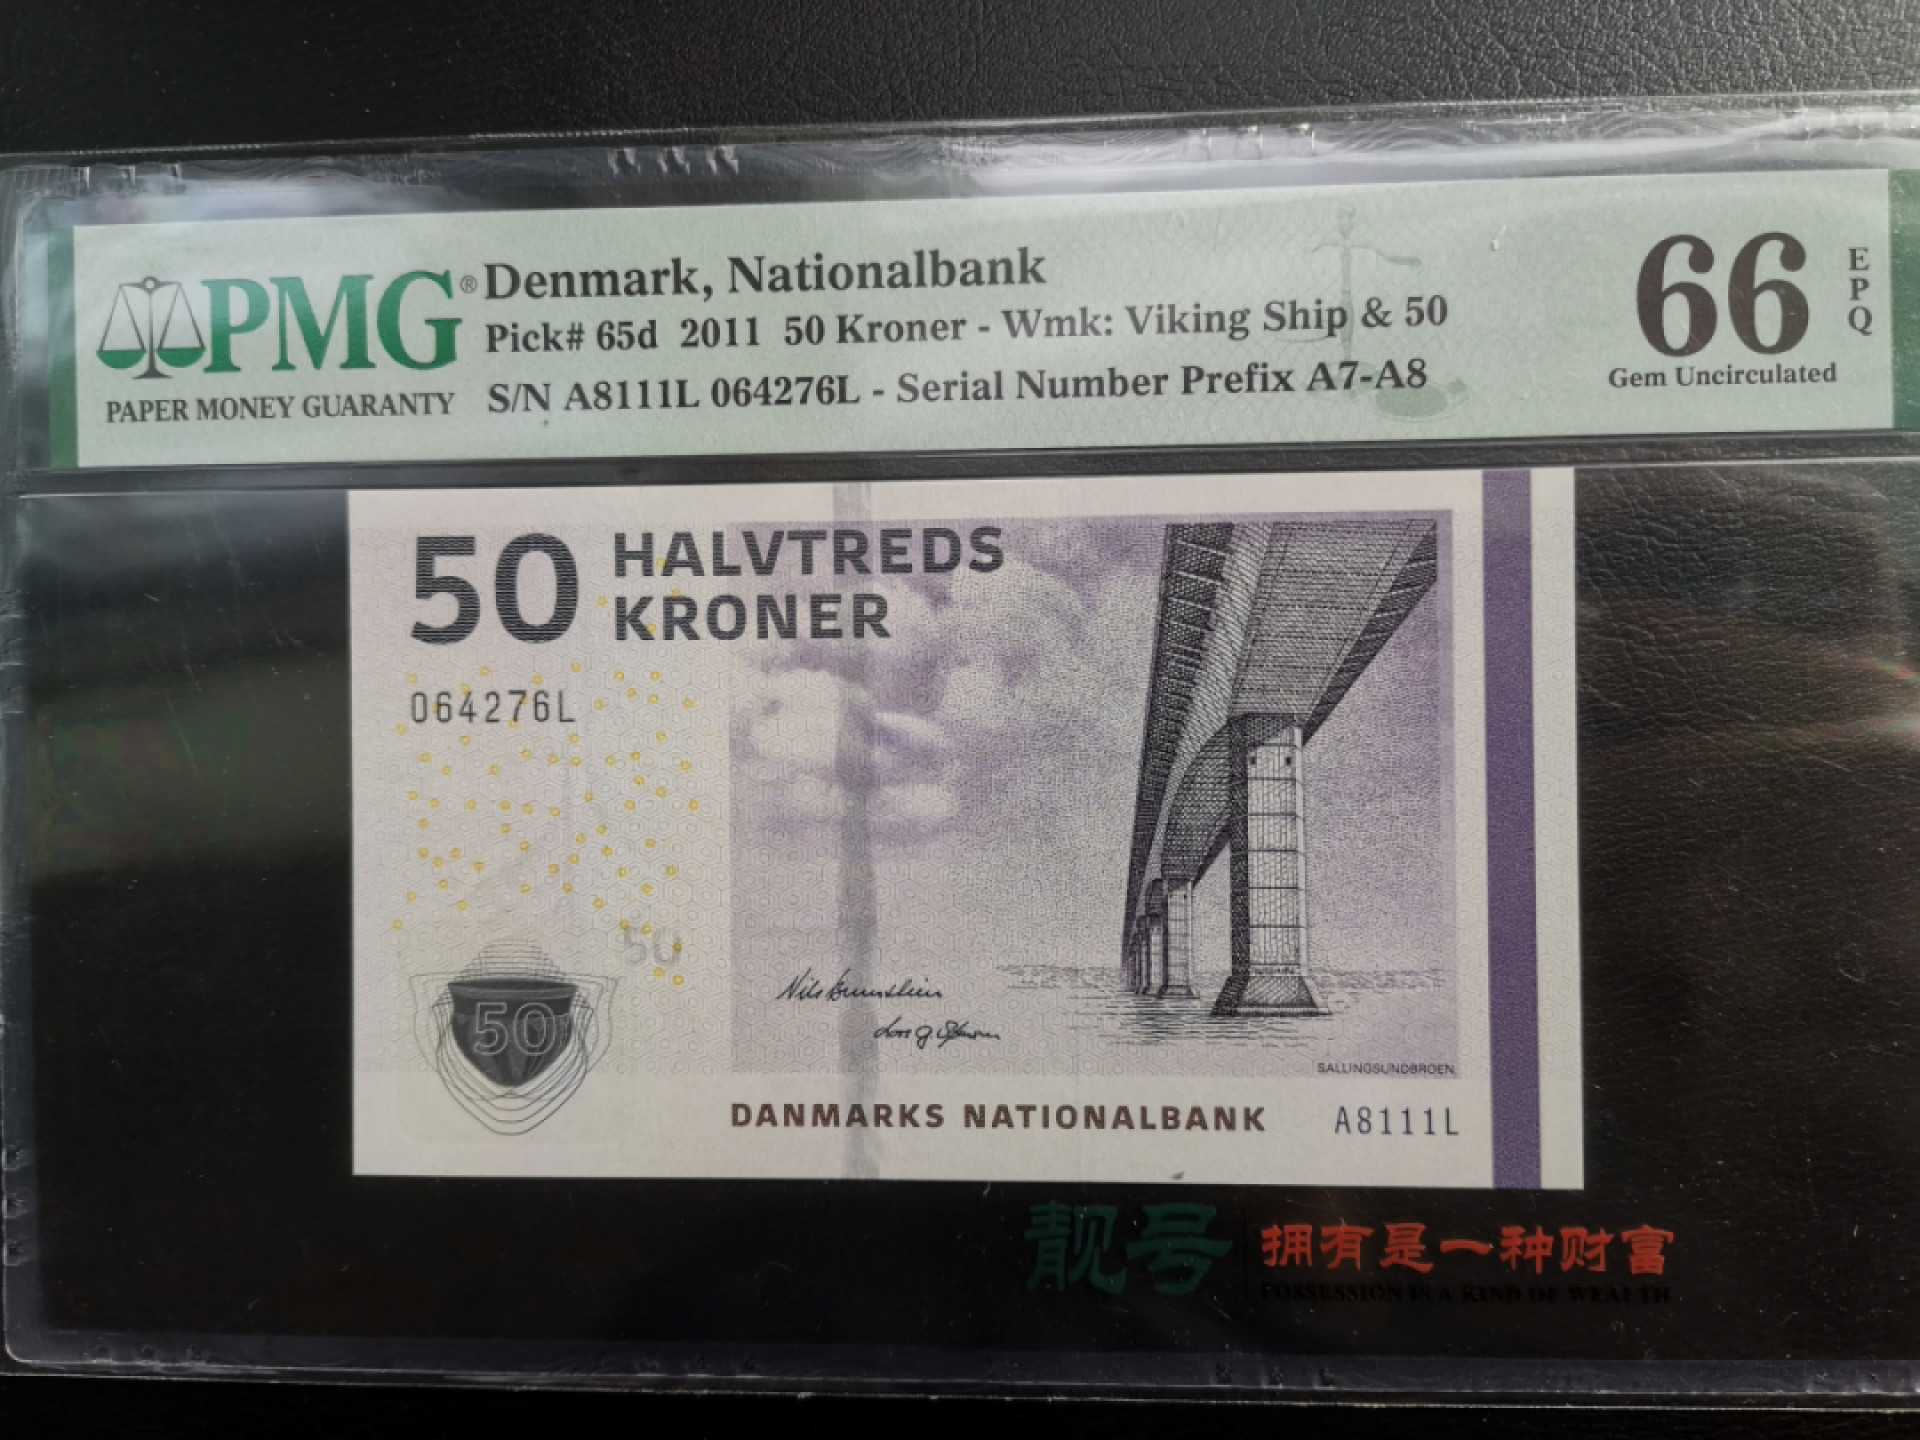 PMG®
PAPER MONEY GUARANTY
Denmark, Nationalbank
Pick# 65d 2011 50 Kroner - Wmk: Viking Ship & 50
S/N A8111L 064276L - Serial Number Prefix A7-A8
66
EPQ
Gem Uncirculated
50 HALVTREDS
KRONER
064276L
50
50
SALLINGSUNDBROEN
DANMARKS NATIONALBANK
A8111L
靓号
拥有是一种财富
POSSESSION IS A KIND OF WEALTH